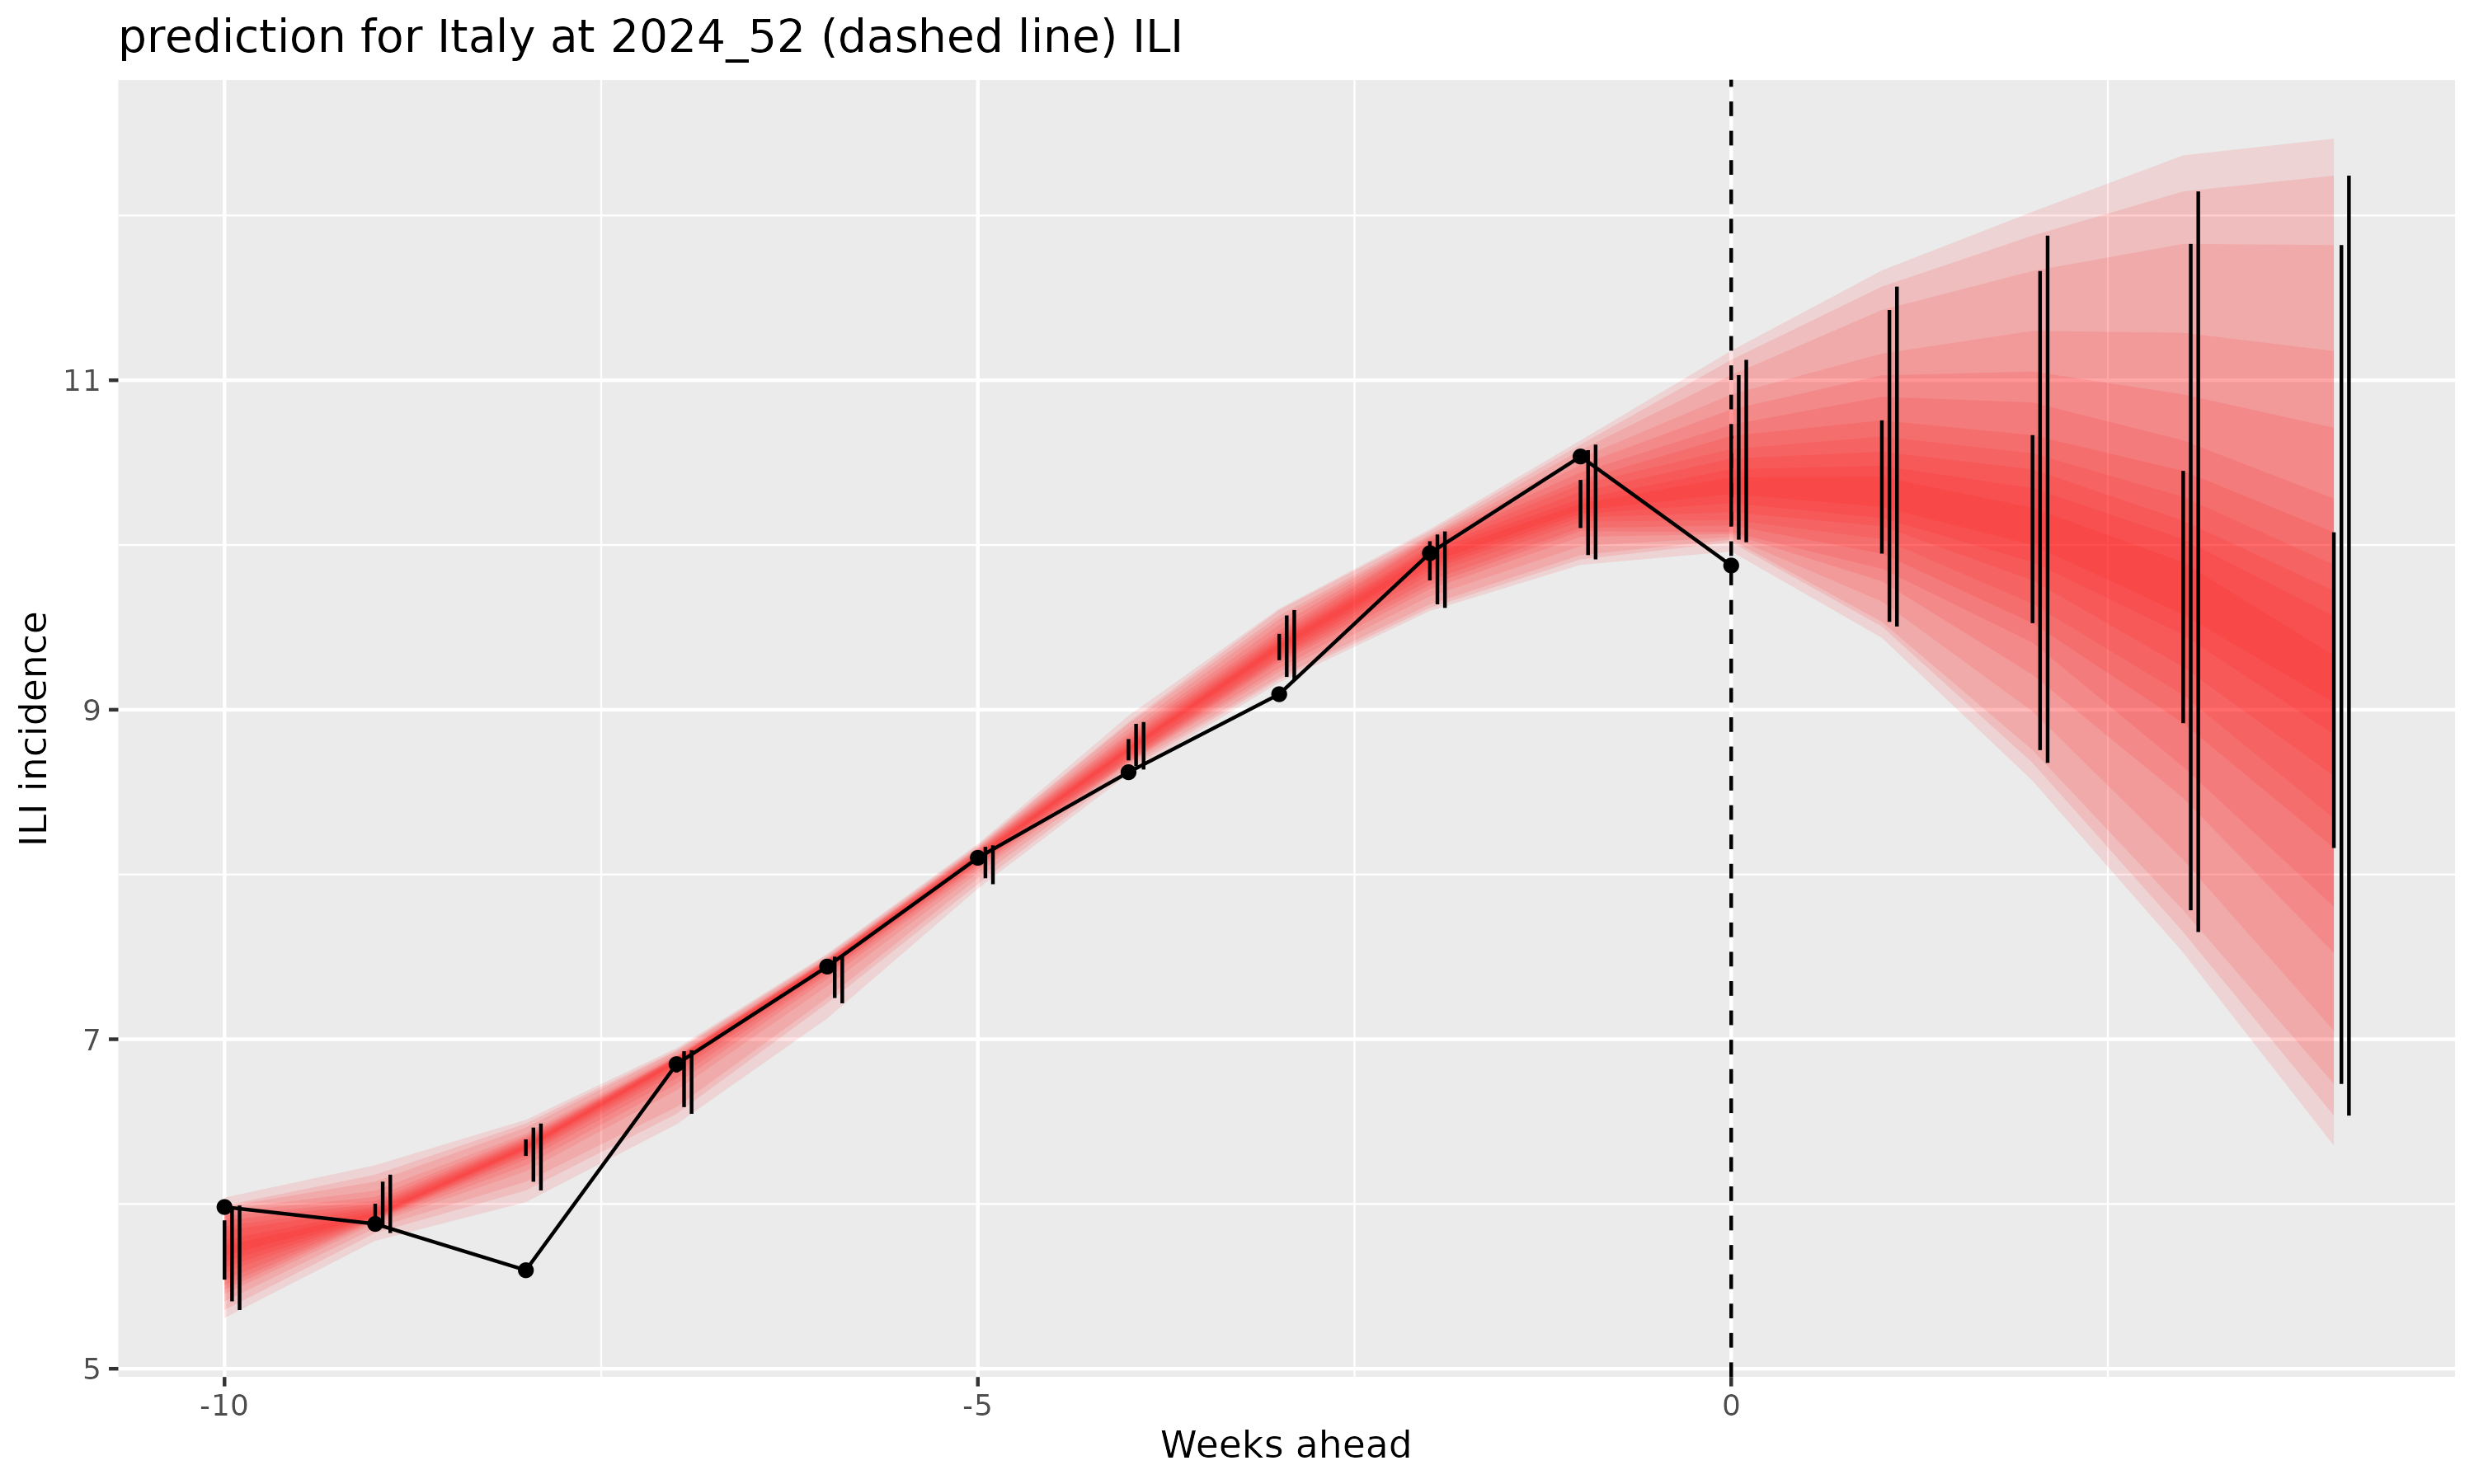 prediction for Italy at 2024_52 (dashed line) ILI
ILI incidence
11
9
7
5
-10
-5
0
Weeks ahead